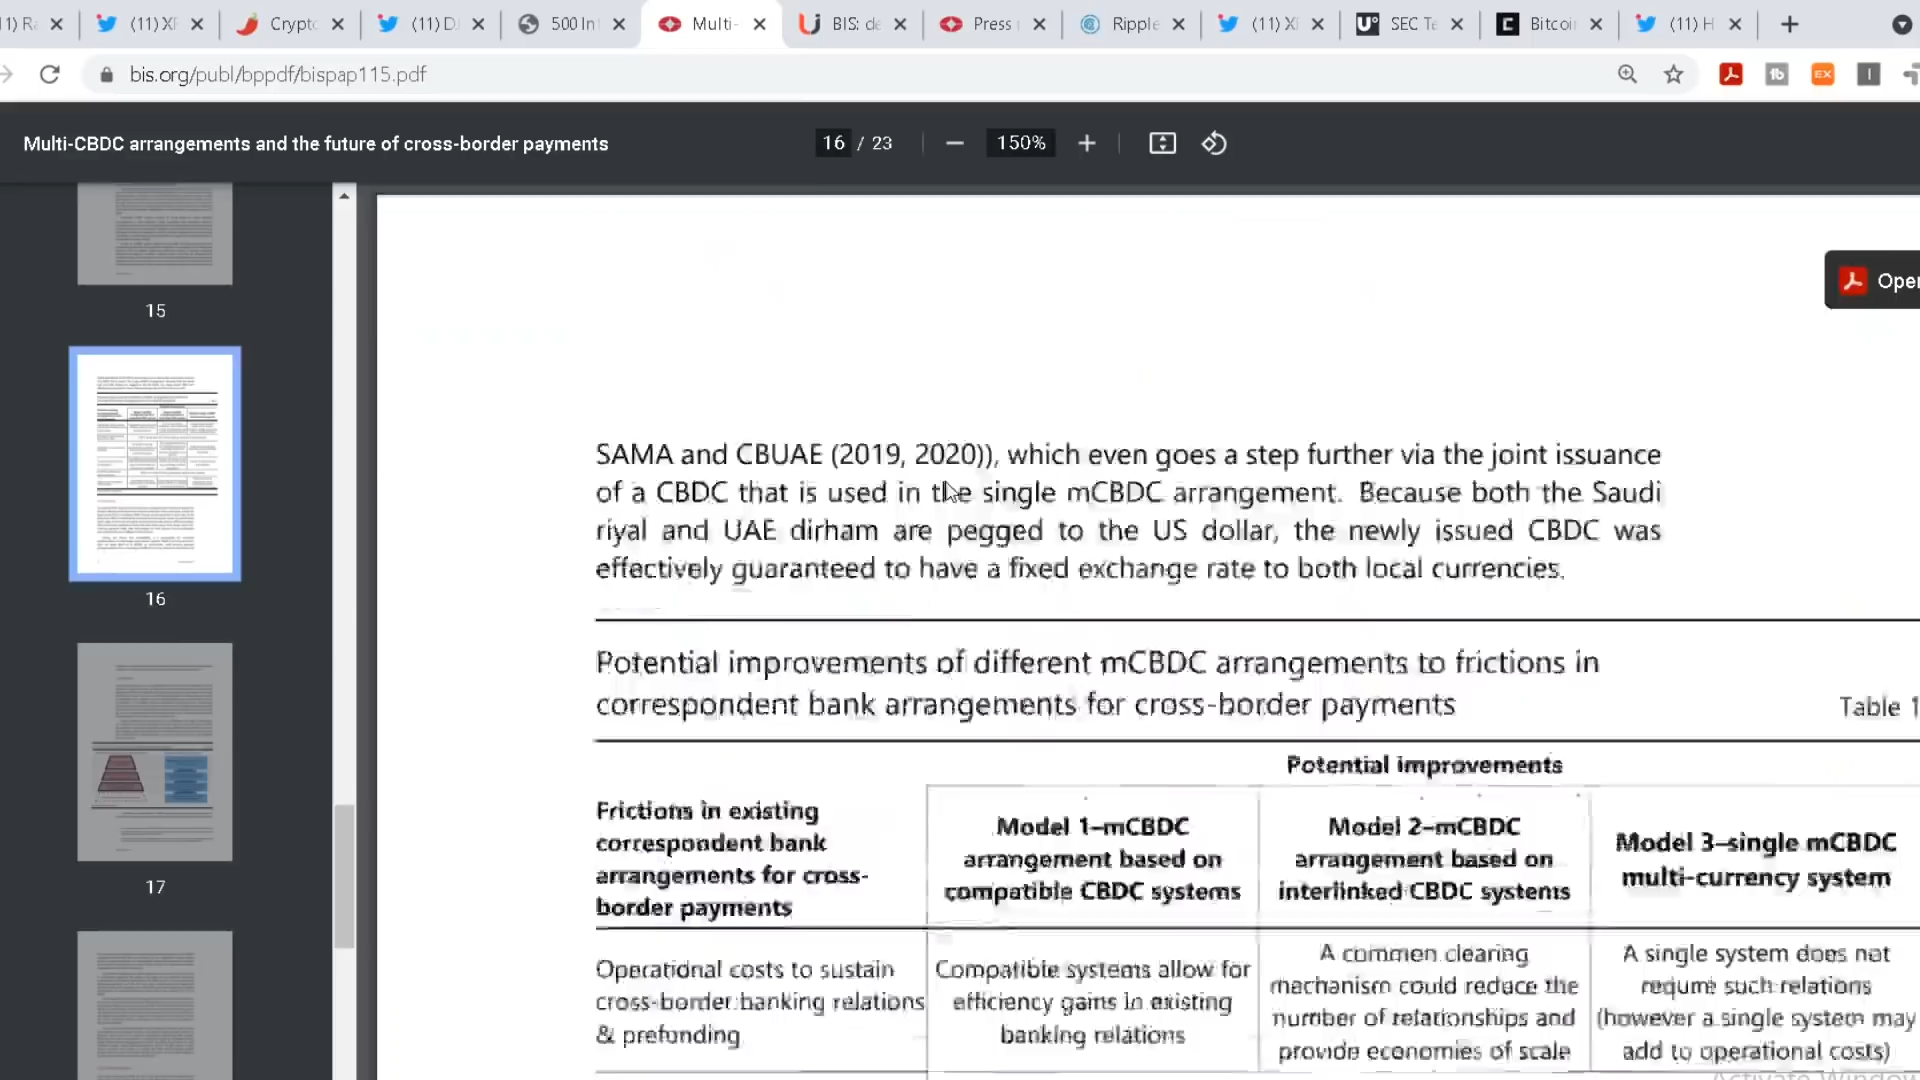 (11) XF
Crypto
(11) D
500 In
Multi-
BIS: de
Press
Ripple
(11) XI
SEC Te
Bitcoi
(11) H
bis.org/publ/bppdf/bispap115.pdf
Multi-CBDC arrangements and the future of cross-border payments
16 / 23
150%
Open
15
16
17
SAMA and CBUAE (2019, 2020)), which even goes a step further via the joint issuance
of a CBDC that is used in the single mCBDC arrangement. Because both the Saudi
riyal and UAE dirham are pegged to the US dollar, the newly issued CBDC was
effectively guaranteed to have a fixed exchange rate to both local currencies.
Potential improvements of different mCBDC arrangements to frictions in
correspondent bank arrangements for cross-border payments
Table 1
Potential improvements
Frictions in existing
correspondent bank
arrangements for cross-
border payments
Model 1–mCBDC
arrangement based on
compatible CBDC systems
Model 2–mCBDC
arrangement based on
interlinked CBDC systems
Model 3–single mCBDC
multi-currency system
Operational costs to sustain
cross-border banking relations
& prefunding
Compatible systems allow for
efficiency gains in existing
banking relations
A common clearing
mechanism could reduce the
number of relationships and
provide economies of scale
A single system does not
require such relations
(however a single system may
add to operational costs)